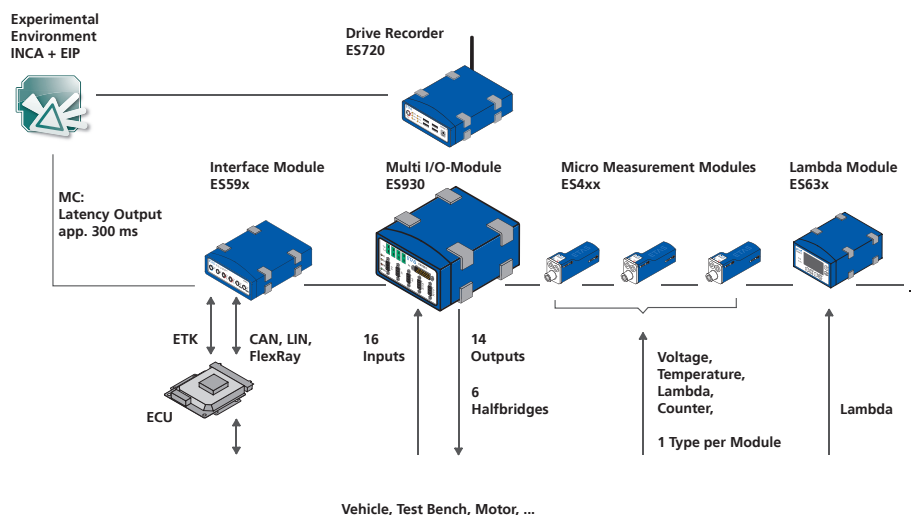 Experimental
Environment
INCA + EIP
Drive Recorder
ES720
Interface Module
ES59x
Multi I/O-Module
ES930
Micro Measurement Modules
ES4xx
Lambda Module
ES63x
MC:
Latency Output
app. 300 ms
ETK
CAN, LIN,
FlexRay
16
Inputs
14
Outputs
6
Halfbridges
Voltage,
Temperature,
Lambda,
Counter,
1 Type per Module
Lambda
ECU
Vehicle, Test Bench, Motor, ...